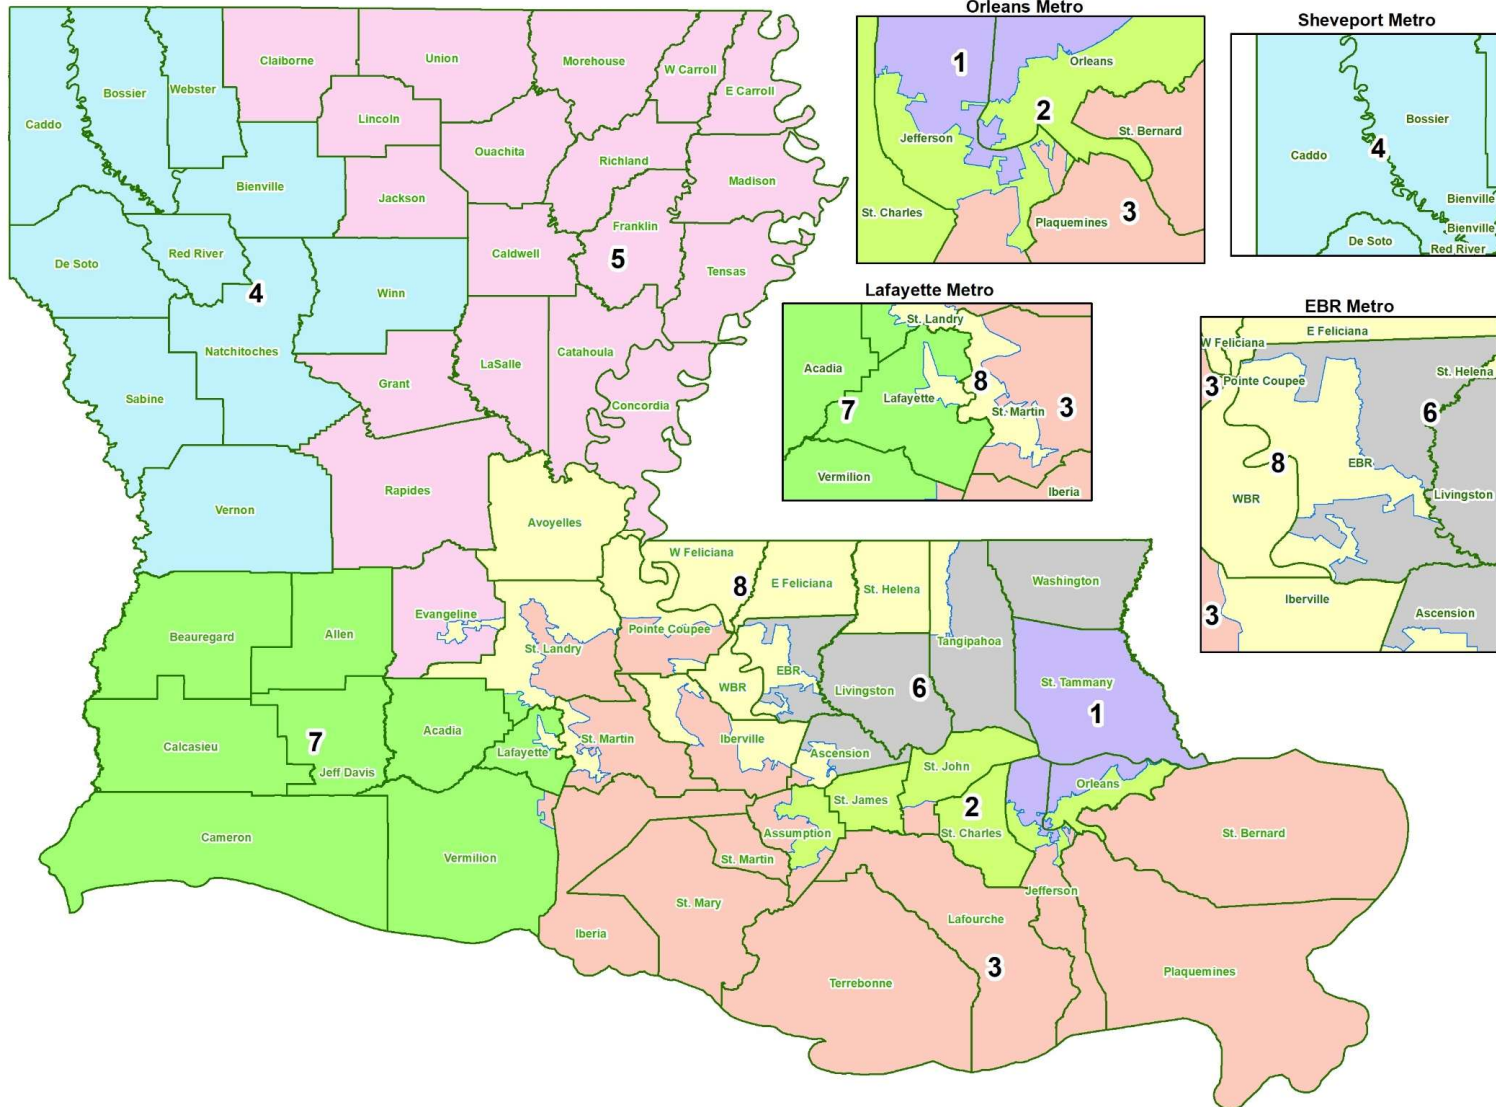 Orleans Metro
1
Orleans
2
Jefferson
St. Bernard
St. Charles
Plaquemines
3
Sheveport Metro
Bossier
4
Caddo
Bienville
Bienville
De Soto
Red River
Lafayette Metro
St. Landry
Acadia
8
Lafayette
7
St. Martin
3
Vermilion
Iberia
EBR Metro
E Feliciana
W Feliciana
St. Helena
3
Pointe Coupee
6
8
EBR
WBR
Livingston
Iberville
3
Ascension
Claiborne
Union
Morehouse
W Carroll
E Carroll
Bossier
Webster
Caddo
Lincoln
Ouachita
Richland
Madison
Bienville
Jackson
Franklin
Red River
Caldwell
5
De Soto
Tensas
4
Winn
Natchitoches
LaSalle
Catahoula
Grant
Sabine
Concordia
Rapides
Vernon
Avoyelles
W Feliciana
8
E Feliciana
St. Helena
Washington
Evangeline
Beauregard
Allen
Pointe Coupee
Tangipahoa
St. Landry
EBR
St. Tammany
WBR
Livingston
6
1
Acadia
Calcasieu
7
Jeff Davis
Lafayette
St. Martin
Iberville
Ascension
St. John
Orleans
St. James
2
Assumption
St. Charles
St. Bernard
Cameron
Vermilion
St. Martin
Jefferson
St. Mary
Lafourche
Iberia
3
Terrebonne
Plaquemines